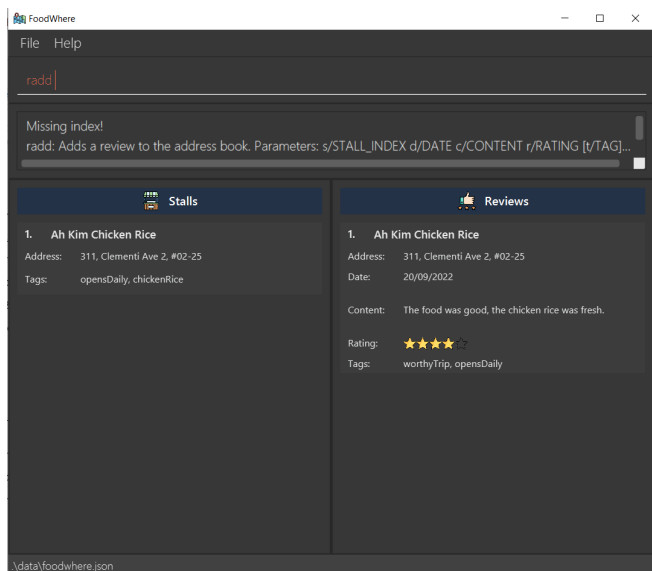 FoodWhere
File Help
radd
Missing index!
radd: Adds a review to the address book. Parameters: s/STALL_INDEX d/DATE c/CONTENT r/RATING [t/TAG]...
Stalls
1. Ah Kim Chicken Rice
Address: 311, Clementi Ave 2, #02-25
Tags: opensDaily, chickenRice
Reviews
1. Ah Kim Chicken Rice
Address: 311, Clementi Ave 2, #02-25
Date: 20/09/2022
Content: The food was good, the chicken rice was fresh.
Rating:
Tags: worthyTrip, opensDaily
\data\foodwhere.json